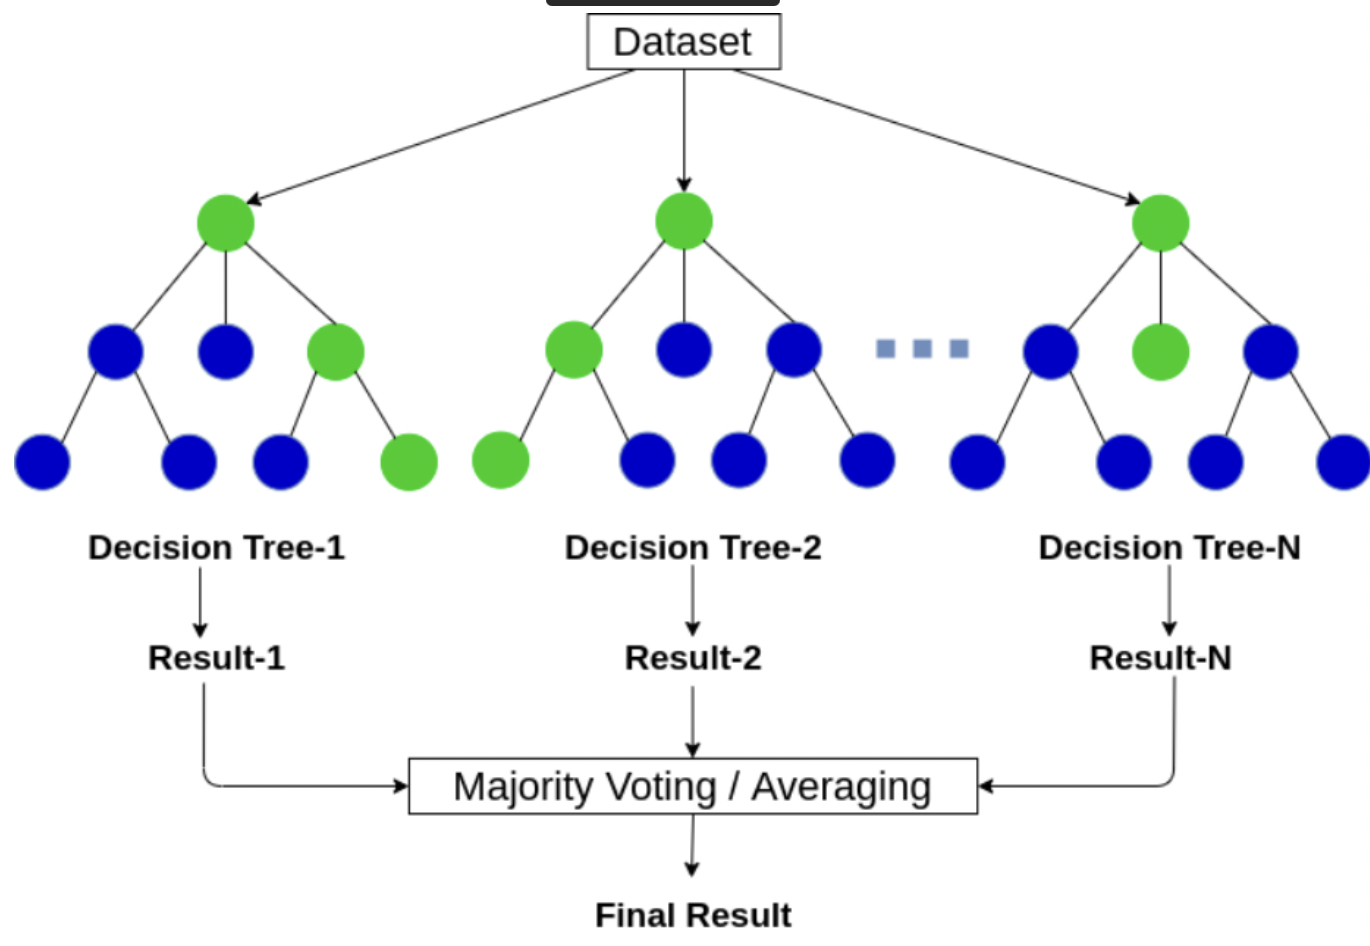 Dataset
Decision Tree-1
Decision Tree-2
Decision Tree-N
Result-1
Result-2
Result-N
Majority Voting / Averaging
Final Result